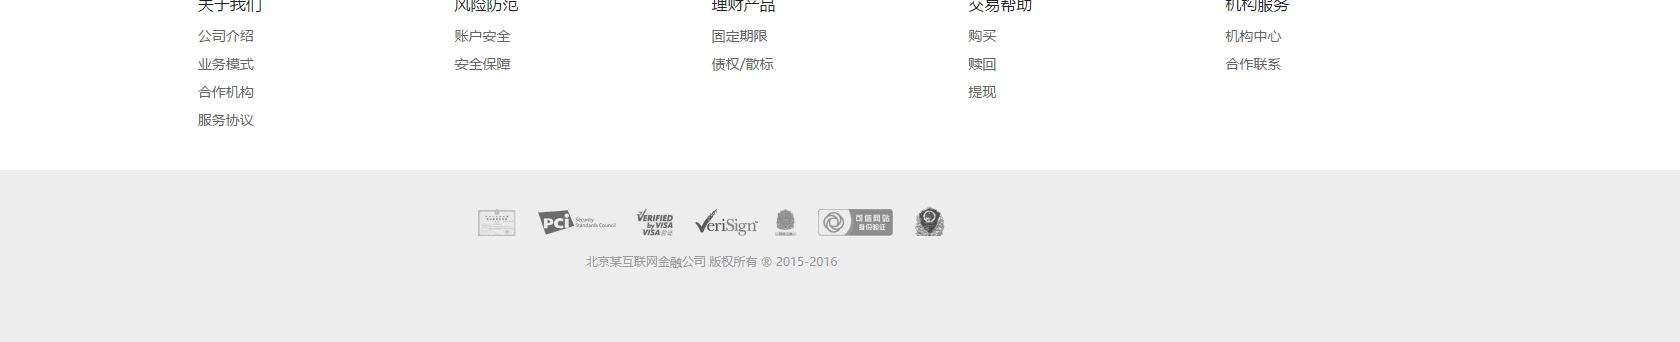 关于我们
公司介绍
业务模式
合作机构
服务协议
风险防范
账户安全
安全保障
理财产品
固定期限
债权/散标
交易帮助
购买
赎回
提现
机构服务
机构中心
合作联系
PCi Security Standards Council
VERIFIED by VISA
VISA 验证
VeriSign
可信网站
身份验证
北京某互联网金融公司 版权所有 ® 2015-2016